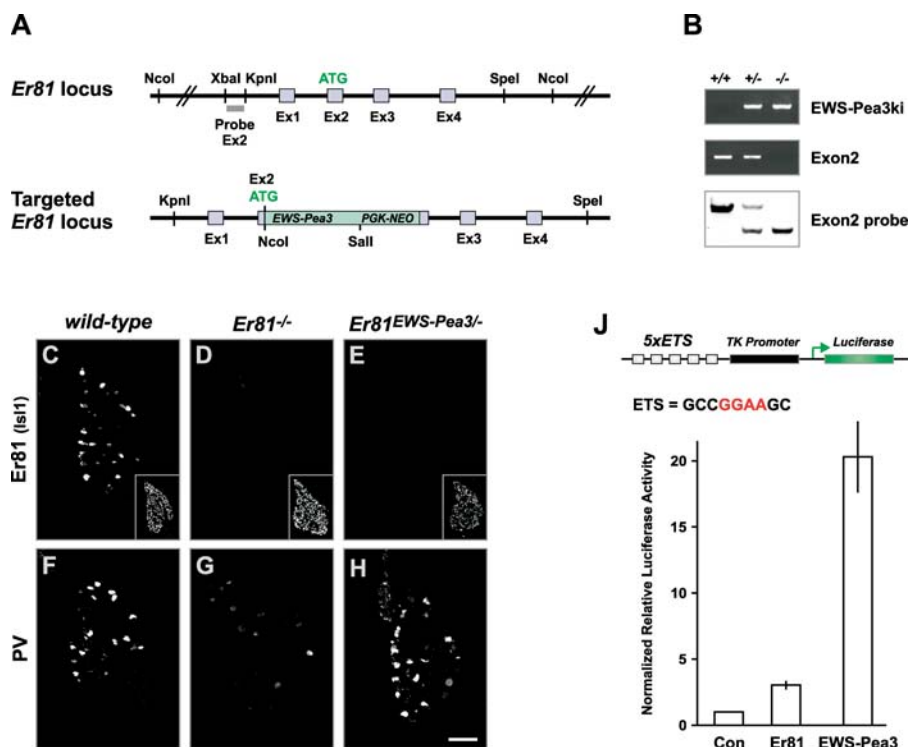 A
Er81 locus
NcoI
XbaI
KpnI
ATG
SpeI
NcoI
Probe
Ex2
Ex1
Ex2
Ex3
Ex4
Targeted
Er81 locus
KpnI
Ex2
ATG
EWS-Pea3
PGK-NEO
SpeI
Ex1
NcoI
SalI
Ex3
Ex4
B
+/+
+/-
-/-
EWS-Pea3ki
Exon2
Exon2 probe
wild-type
Er81-/-
Er81EWS-Pea3/-
Er81 (Isl1)
C
D
E
PV
F
G
H
J
5xETS
TK Promoter
Luciferase
ETS = GCCGGAAGC
Normalized Relative Luciferase Activity
20
15
10
5
0
Con
Er81
EWS-Pea3